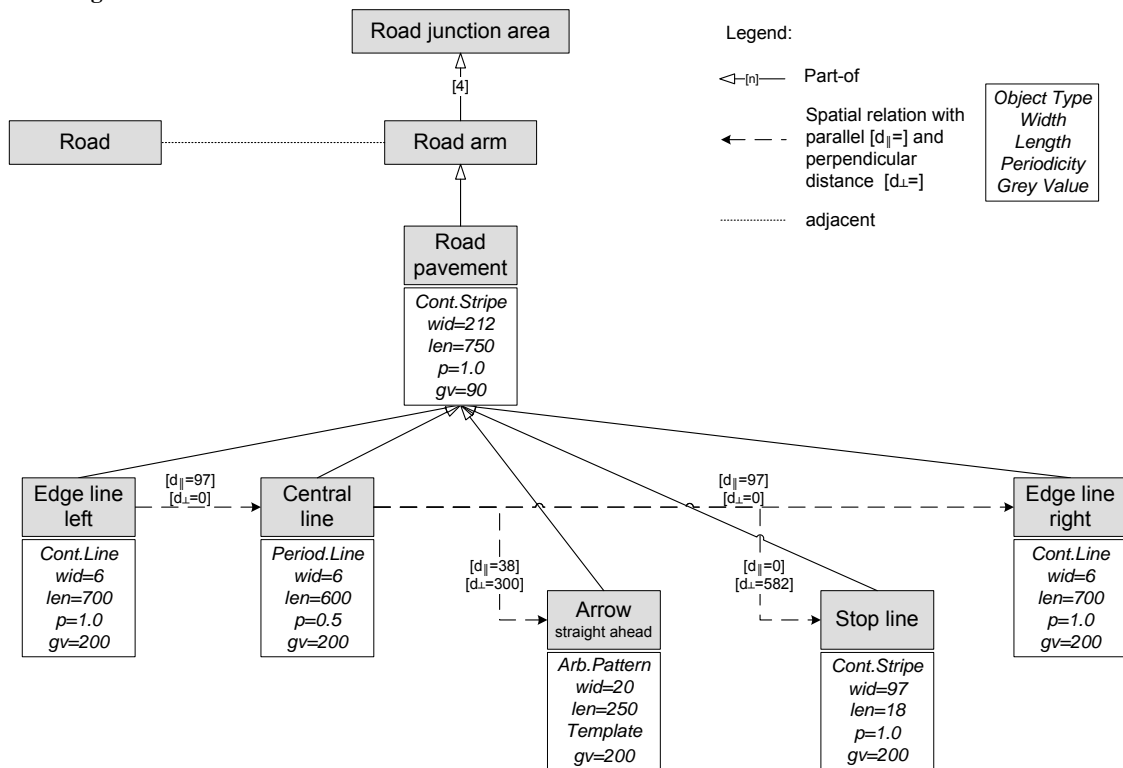 Road junction area
Legend:
[4]
[n]
Part-of
Road
Road arm
Spatial relation with
parallel [d∥=] and
perpendicular
distance [d⊥=]
Object Type
Width
Length
Periodicity
Grey Value
adjacent
Road
pavement
Cont.Stripe
wid=212
len=750
p=1.0
gv=90
Edge line
left
[d∥=97]
[d⊥=0]
Central
line
[d∥=97]
[d⊥=0]
Edge line
right
Cont.Line
wid=6
len=700
p=1.0
gv=200
Period.Line
wid=6
len=600
p=0.5
gv=200
[d∥=38]
[d⊥=300]
[d∥=0]
[d⊥=582]
Cont.Line
wid=6
len=700
p=1.0
gv=200
Arrow
straight ahead
Arb.Pattern
wid=20
len=250
Template
gv=200
Stop line
Cont.Stripe
wid=97
len=18
p=1.0
gv=200